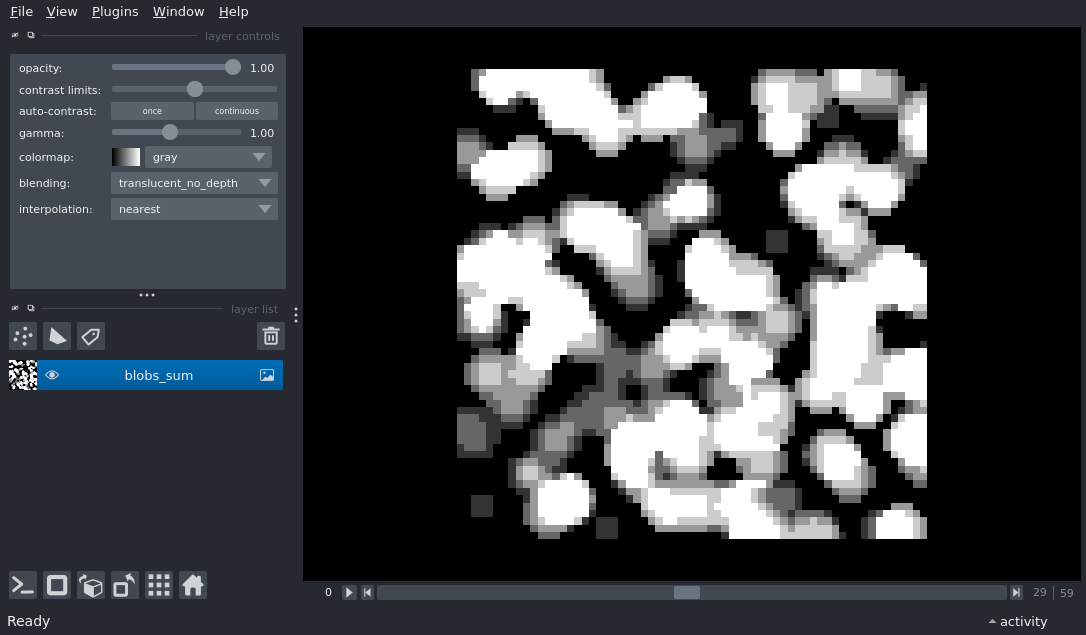 File View Plugins Window Help
layer controls
opacity: 1.00
contrast limits:
auto-contrast: once continuous
gamma: 1.00
colormap: gray
blending: translucent_no_depth
interpolation: nearest
layer list
blobs_sum
0 29 59
Ready activity